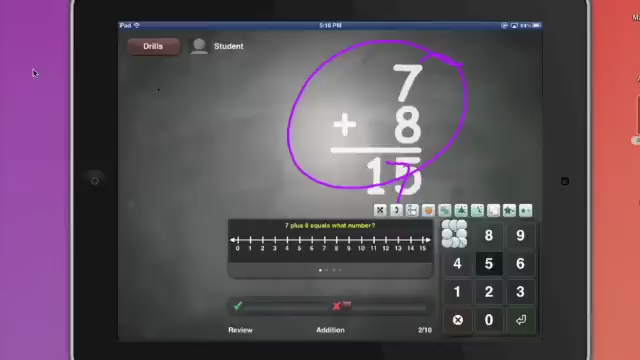 iPad 5:16 PM 84%
Drills Student
7
+ 8
15
7 plus 8 equals what number?
0 1 2 3 4 5 6 7 8 9 10 11 12 13 14 15
8 9
4 5 6
1 2 3
0
Review Addition 2/10